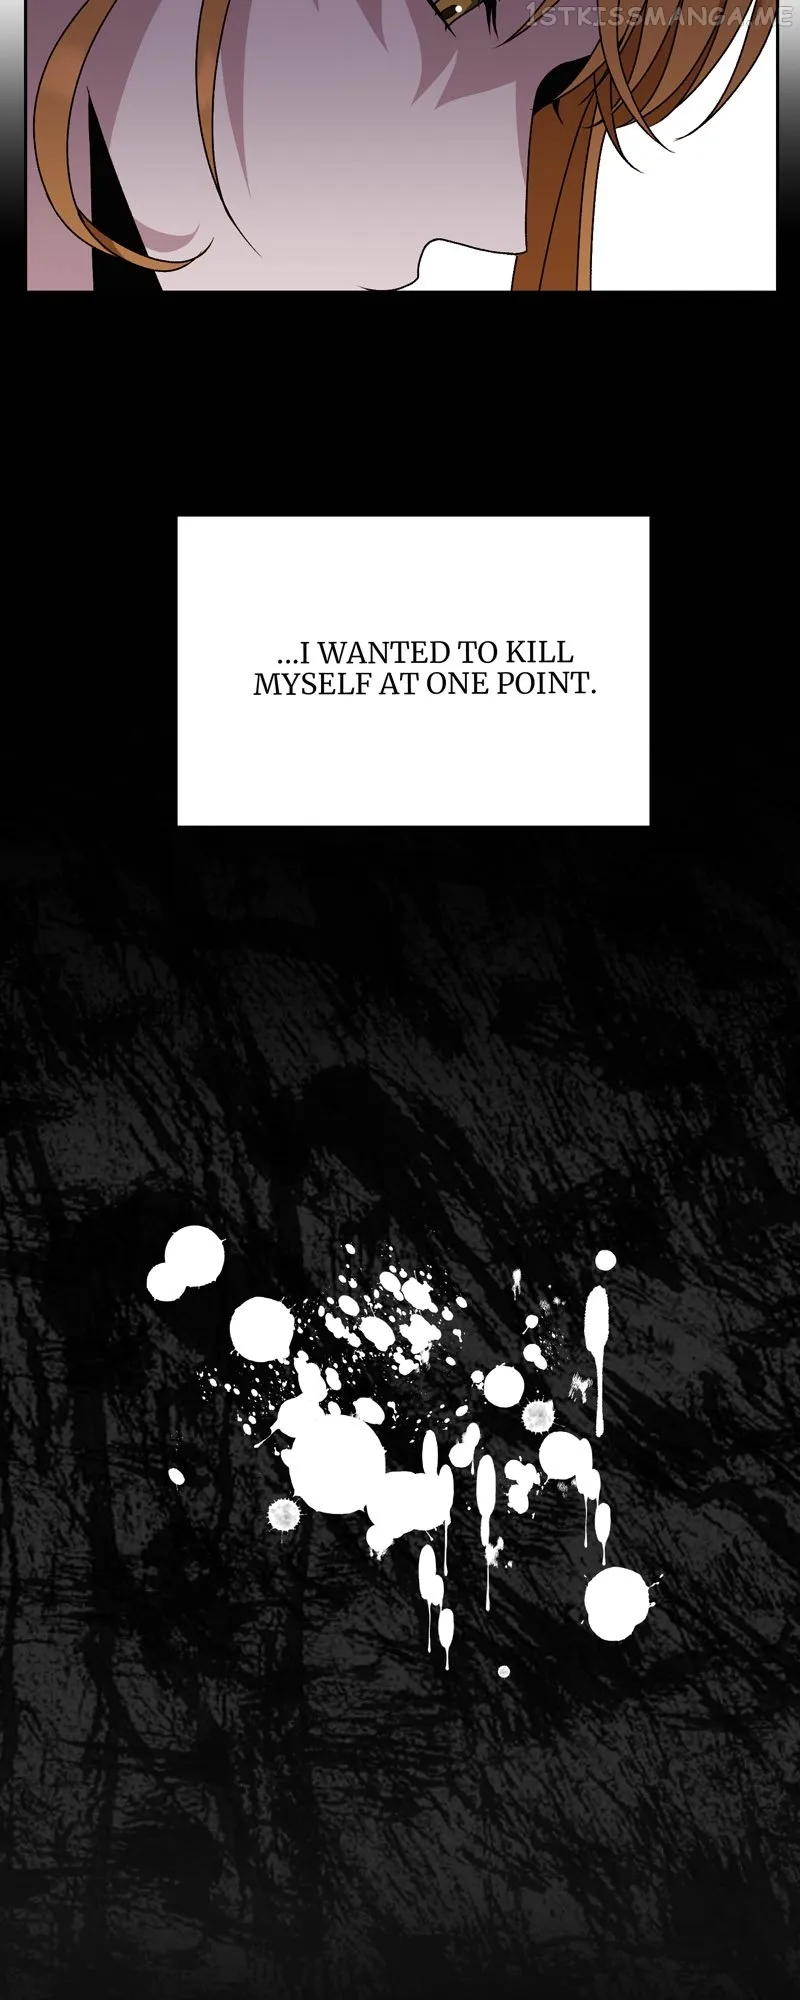 1STKISSMANGA.ME
...I WANTED TO KILL
MYSELF AT ONE POINT.